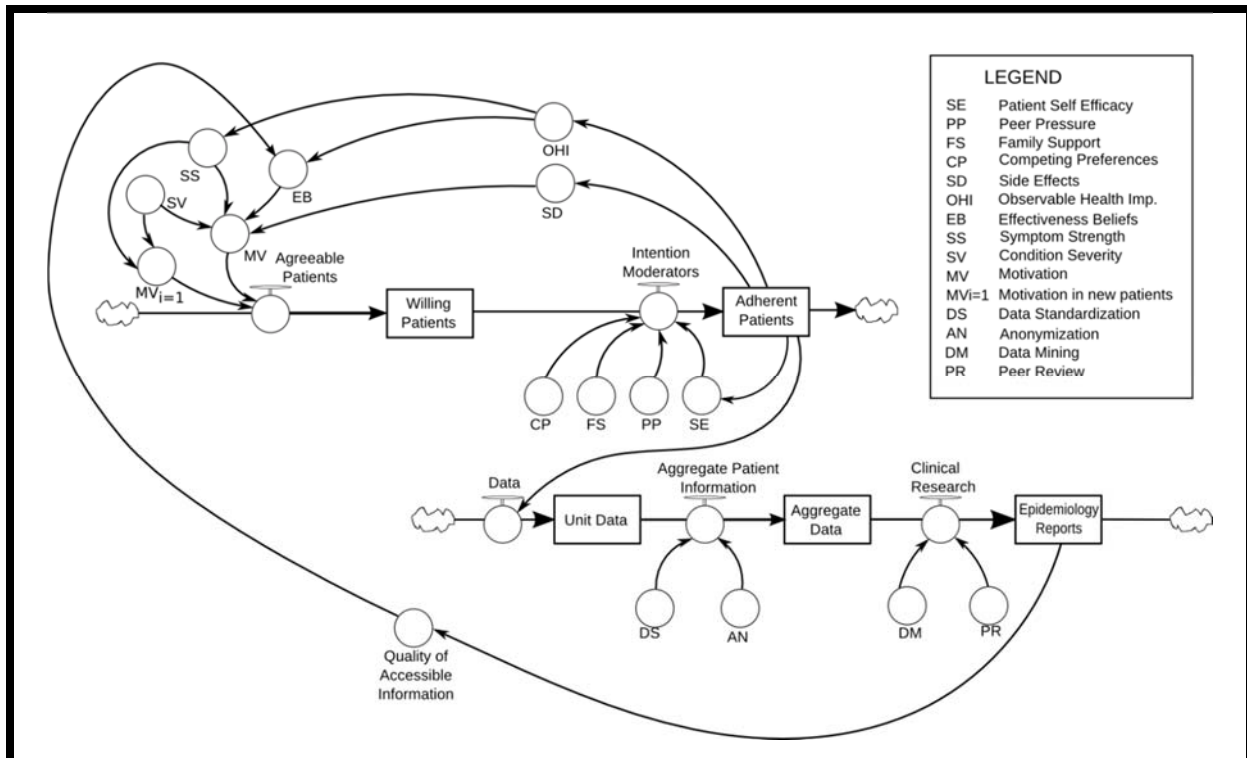 LEGEND
SE Patient Self Efficacy
PP Peer Pressure
FS Family Support
CP Competing Preferences
SD Side Effects
OHI Observable Health Imp.
EB Effectiveness Beliefs
SS Symptom Strength
SV Condition Severity
MV Motivation
MVi=1 Motivation in new patients
DS Data Standardization
AN Anonymization
DM Data Mining
PR Peer Review
OHI
SS
EB
SV
SD
MV
Agreeable
Patients
MVi=1
Intention
Moderators
Willing
Patients
Adherent
Patients
CP
FS
PP
SE
Data
Aggregate Patient
Information
Clinical
Research
Unit Data
Aggregate
Data
Epidemiology
Reports
DS
AN
DM
PR
Quality of
Accessible
Information